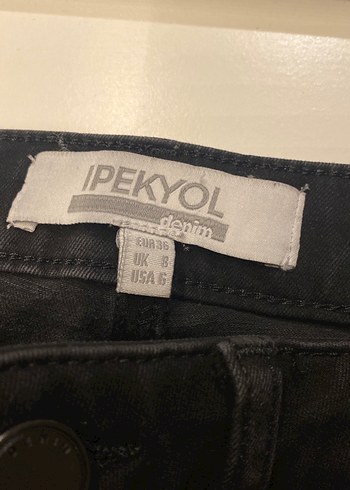 IPEKYOL
denim
EUR 36
UK 8
USA 6